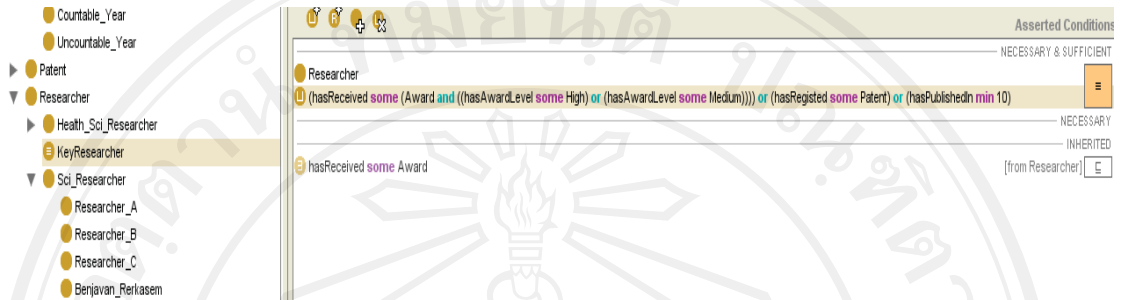 Countable_Year
Uncountable_Year
Patent
Researcher
Health_Sci_Researcher
KeyResearcher
Sci_Researcher
Researcher_A
Researcher_B
Researcher_C
Benjavan_Rerkasem
Asserted Conditions
NECESSARY & SUFFICIENT
Researcher
(hasReceived some (Award and ((hasAwardLevel some High) or (hasAwardLevel some Medium)))) or (hasRegisted some Patent) or (hasPublishedIn min 10)
NECESSARY
INHERITED
hasReceived some Award
[from Researcher]